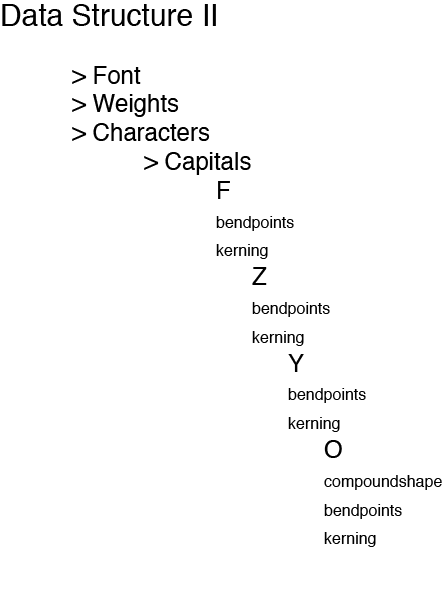 Data Structure II
> Font
> Weights
> Characters
> Capitals
F
bendpoints
kerning
Z
bendpoints
kerning
Y
bendpoints
kerning
O
compoundshape
bendpoints
kerning